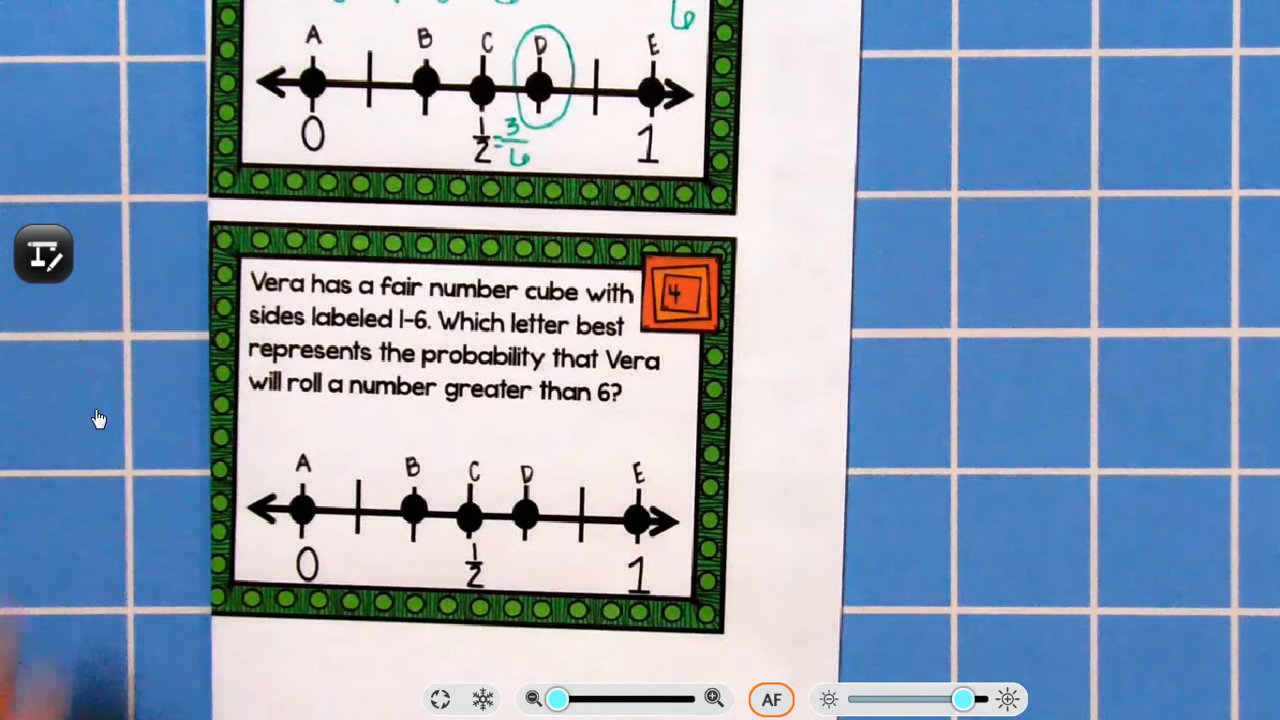 6
A B C D E
0 1/2 = 3/6 1
Vera has a fair number cube with
4
sides labeled 1-6. Which letter best
represents the probability that Vera
will roll a number greater than 6?
A B C D E
0 1/2 1
AF